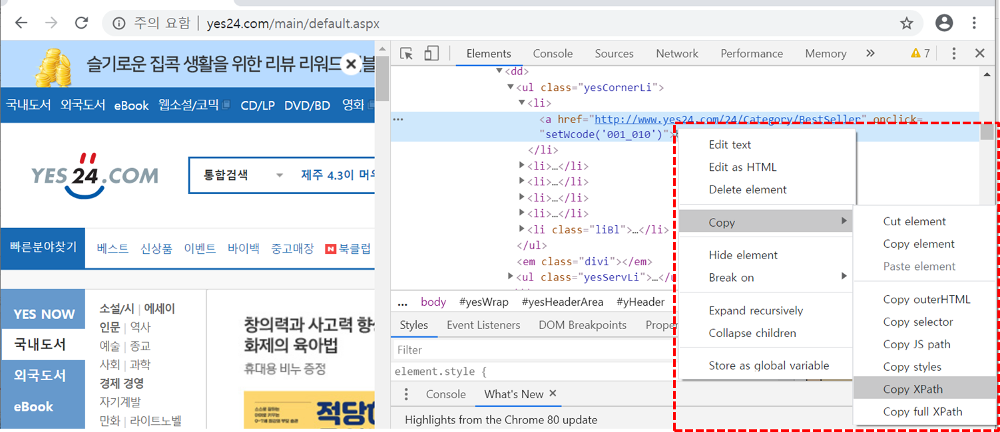 주의 요함 | yes24.com/main/default.aspx
슬기로운 집콕 생활을 위한 리뷰 리워드
국내도서 외국도서 eBook 웹소설/코믹 CD/LP DVD/BD 영화
YES 24 .COM
통합검색 제주 4.3이 머
빠른분야찾기 베스트 신상품 이벤트 바이백 중고매장 N 북클럽
YES NOW
국내도서
외국도서
eBook
소설/시 | 에세이
인문 | 역사
예술 | 종교
사회 | 과학
경제 경영
자기계발
만화 | 라이트노벨
창의력과 사고력
화제의 육아법
휴대용 비누 증정
적당
Elements Console Sources Network Performance Memory » 7
▼<dd>
▼<ul class="yesCornerLi">
▼<li>
… <a href="http://www.yes24.com/24/Category/BestSeller" onclick=
"setWcode('001_010')">
</li>
▶<li>…</li>
▶<li>…</li>
▶<li>…</li>
▶<li>…</li>
▶<li class="liBl">…</li>
</ul>
<em class="divi"></em>
▶<ul class="yesServLi">…</
… body #yesWrap #yesHeaderArea #yHeader
Styles Event Listeners DOM Breakpoints
Filter
element.style {
Console What's New ×
Highlights from the Chrome 80 update
Edit text
Edit as HTML
Delete element
Copy
Hide element
Break on
Expand recursively
Collapse children
Store as global variable
Cut element
Copy element
Paste element
Copy outerHTML
Copy selector
Copy JS path
Copy styles
Copy XPath
Copy full XPath